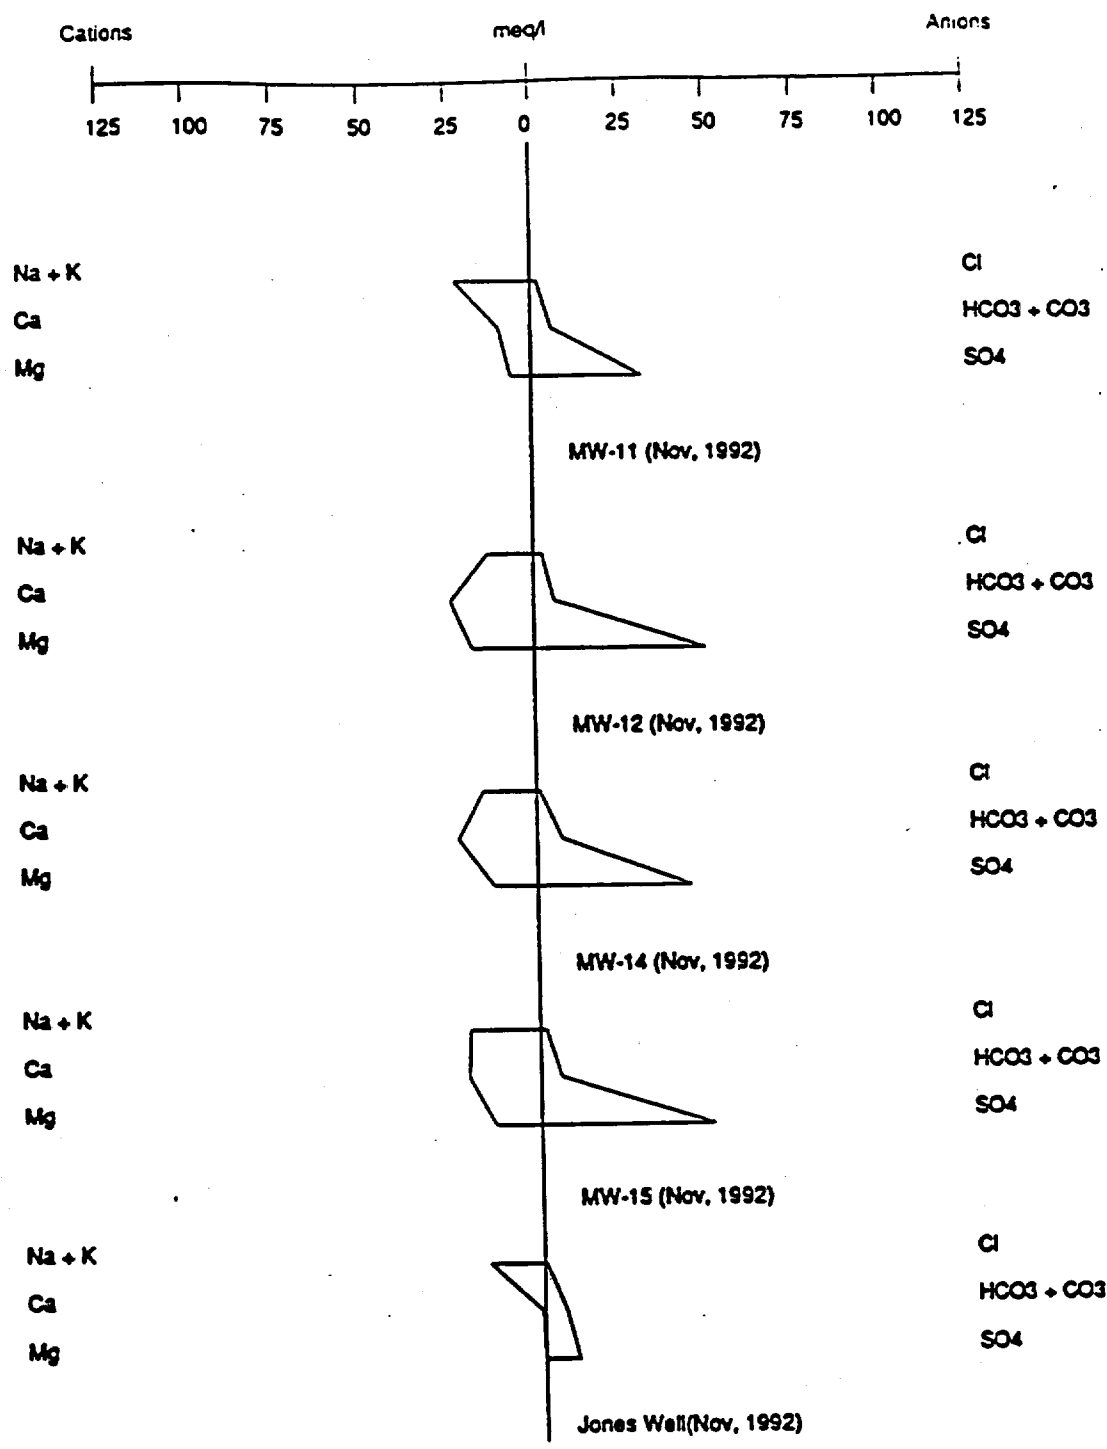 Cations meq/l Anions
125 100 75 50 25 0 25 50 75 100 125
Na + K Cl
Ca HCO3 + CO3
Mg SO4
MW-11 (Nov, 1992)
Na + K Cl
Ca HCO3 + CO3
Mg SO4
MW-12 (Nov, 1992)
Na + K Cl
Ca HCO3 + CO3
Mg SO4
MW-14 (Nov, 1992)
Na + K Cl
Ca HCO3 + CO3
Mg SO4
MW-15 (Nov, 1992)
Na + K Cl
Ca HCO3 + CO3
Mg SO4
Jones Well(Nov, 1992)